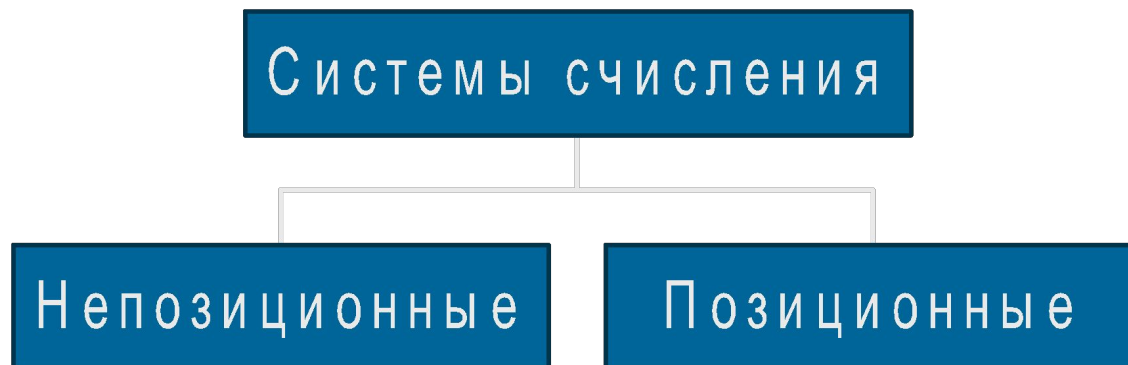 Системы счисления
Непозиционные
Позиционные